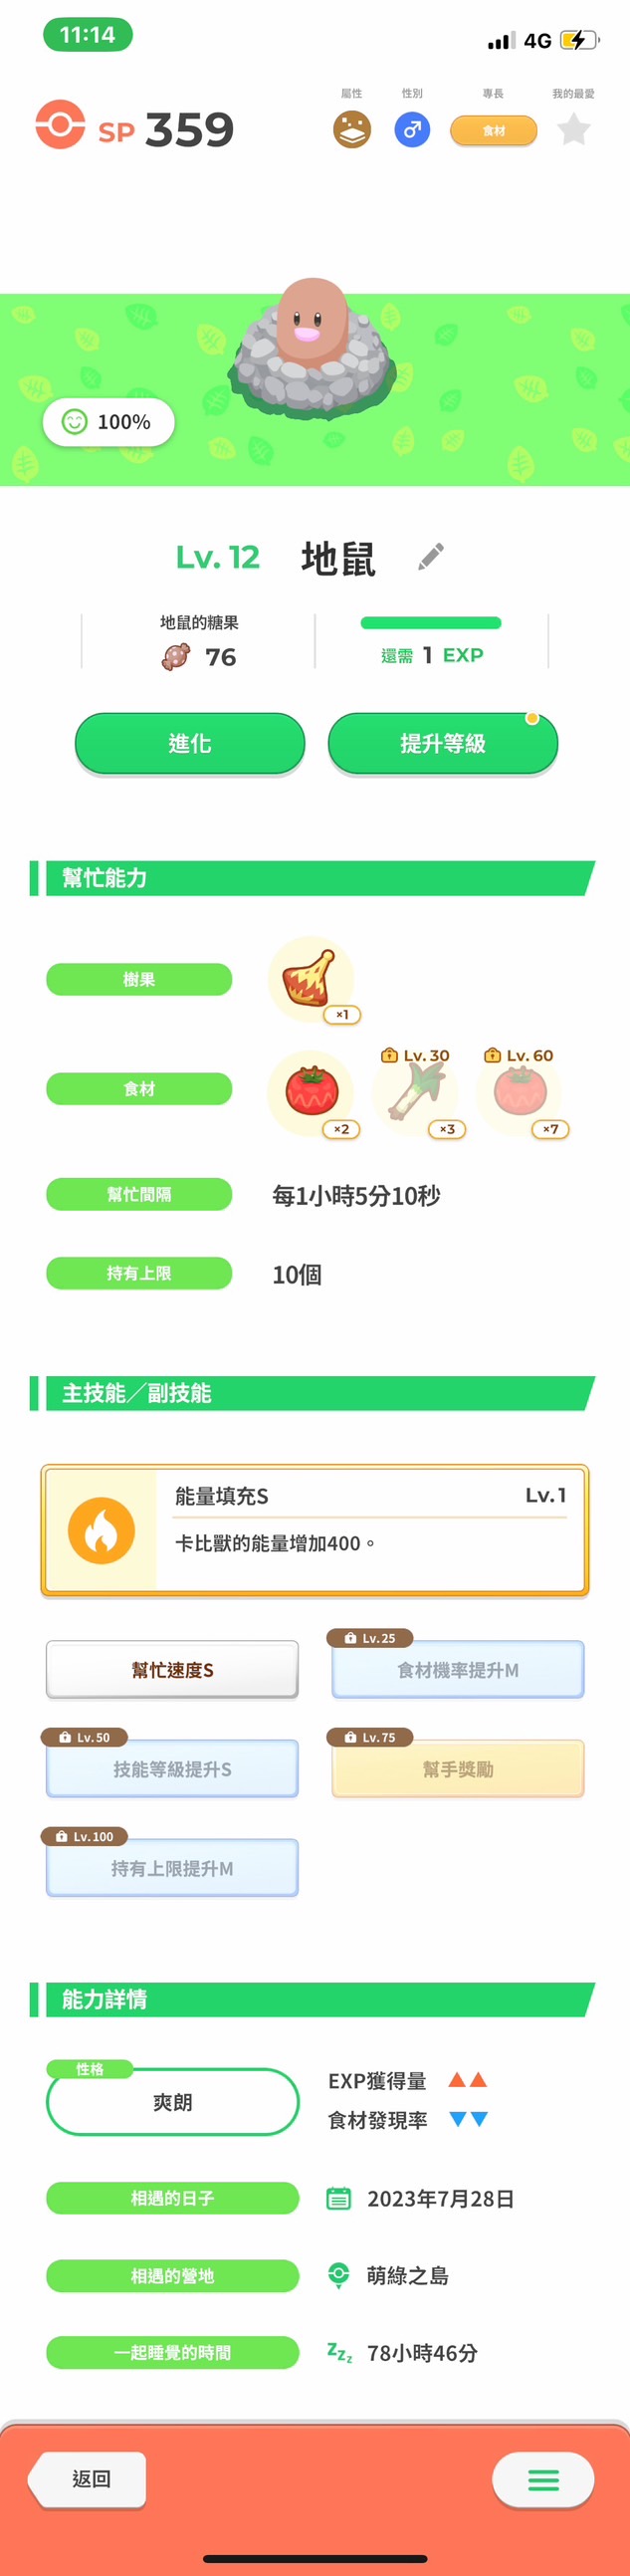 11:14
4G
屬性
性別
專長
我的最愛
SP 359
食材
100%
Lv. 12 地鼠
地鼠的糖果
76
還需 1 EXP
進化
提升等級
幫忙能力
樹果
×1
食材
Lv. 30
Lv. 60
×2
×3
×7
幫忙間隔
每1小時5分10秒
持有上限
10個
主技能／副技能
能量填充S
Lv. 1
卡比獸的能量增加400。
幫忙速度S
Lv. 25
食材機率提升M
Lv. 50
技能等級提升S
Lv. 75
幫手獎勵
Lv. 100
持有上限提升M
能力詳情
性格
爽朗
EXP獲得量
食材發現率
相遇的日子
2023年7月28日
相遇的營地
萌綠之島
一起睡覺的時間
zzz
78小時46分
返回